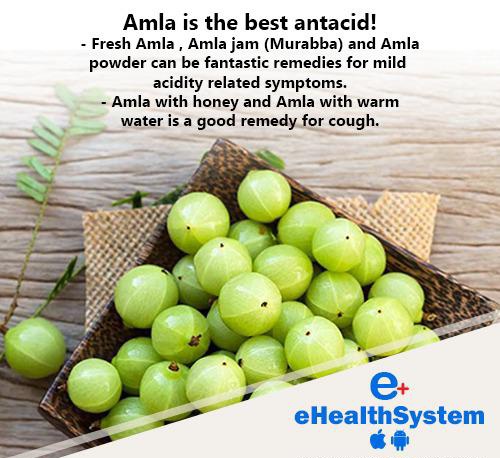 Amla is the best antacid!
- Fresh Amla , Amla jam (Murabba) and Amla
powder can be fantastic remedies for mild
acidity related symptoms.
- Amla with honey and Amla with warm
water is a good remedy for cough.
e+
eHealthSystem